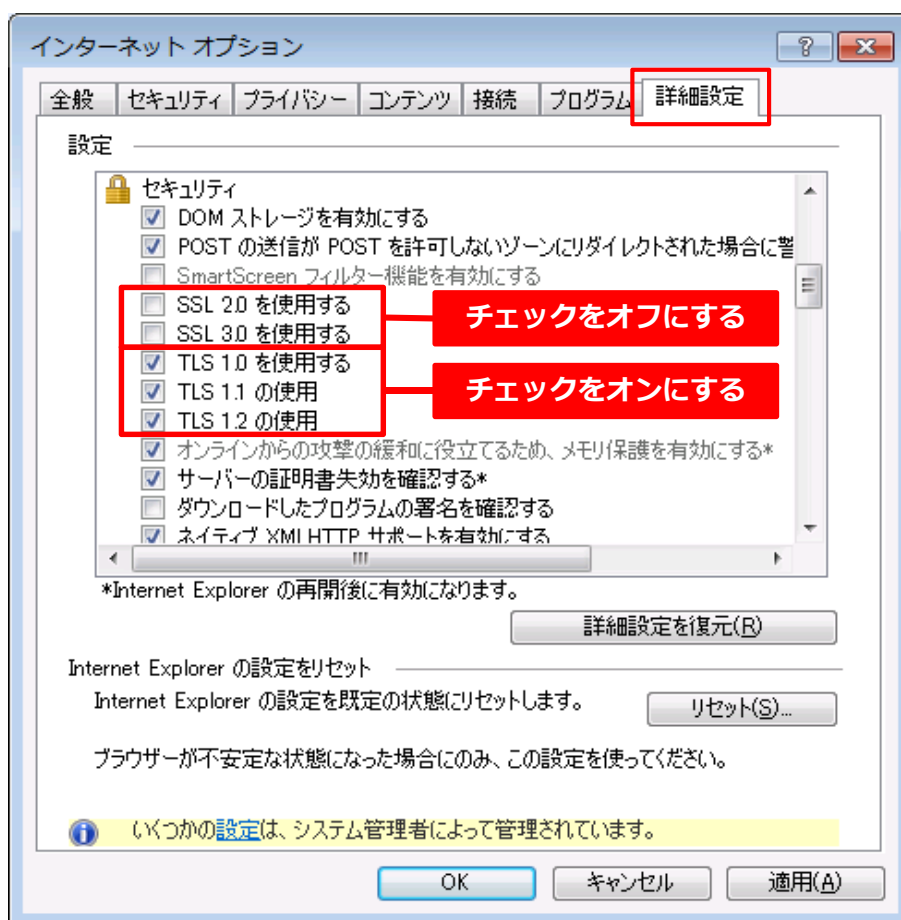 インターネット オプション
全般 セキュリティ プライバシー コンテンツ 接続 プログラム 詳細設定
設定
セキュリティ
DOM ストレージを有効にする
POST の送信が POST を許可しないゾーンにリダイレクトされた場合に警
SmartScreen フィルター機能を有効にする
SSL 2.0 を使用する
SSL 3.0 を使用する
チェックをオフにする
TLS 1.0 を使用する
TLS 1.1 の使用
TLS 1.2 の使用
チェックをオンにする
オンラインからの攻撃の緩和に役立てるため、メモリ保護を有効にする*
サーバーの証明書失効を確認する*
ダウンロードしたプログラムの署名を確認する
ネイティブ XMLHTTP サポートを有効にする
*Internet Explorer の再開後に有効になります。
詳細設定を復元(R)
Internet Explorer の設定をリセット
Internet Explorer の設定を既定の状態にリセットします。
リセット(S)...
ブラウザーが不安定な状態になった場合にのみ、この設定を使ってください。
いくつかの設定は、システム管理者によって管理されています。
OK キャンセル 適用(A)